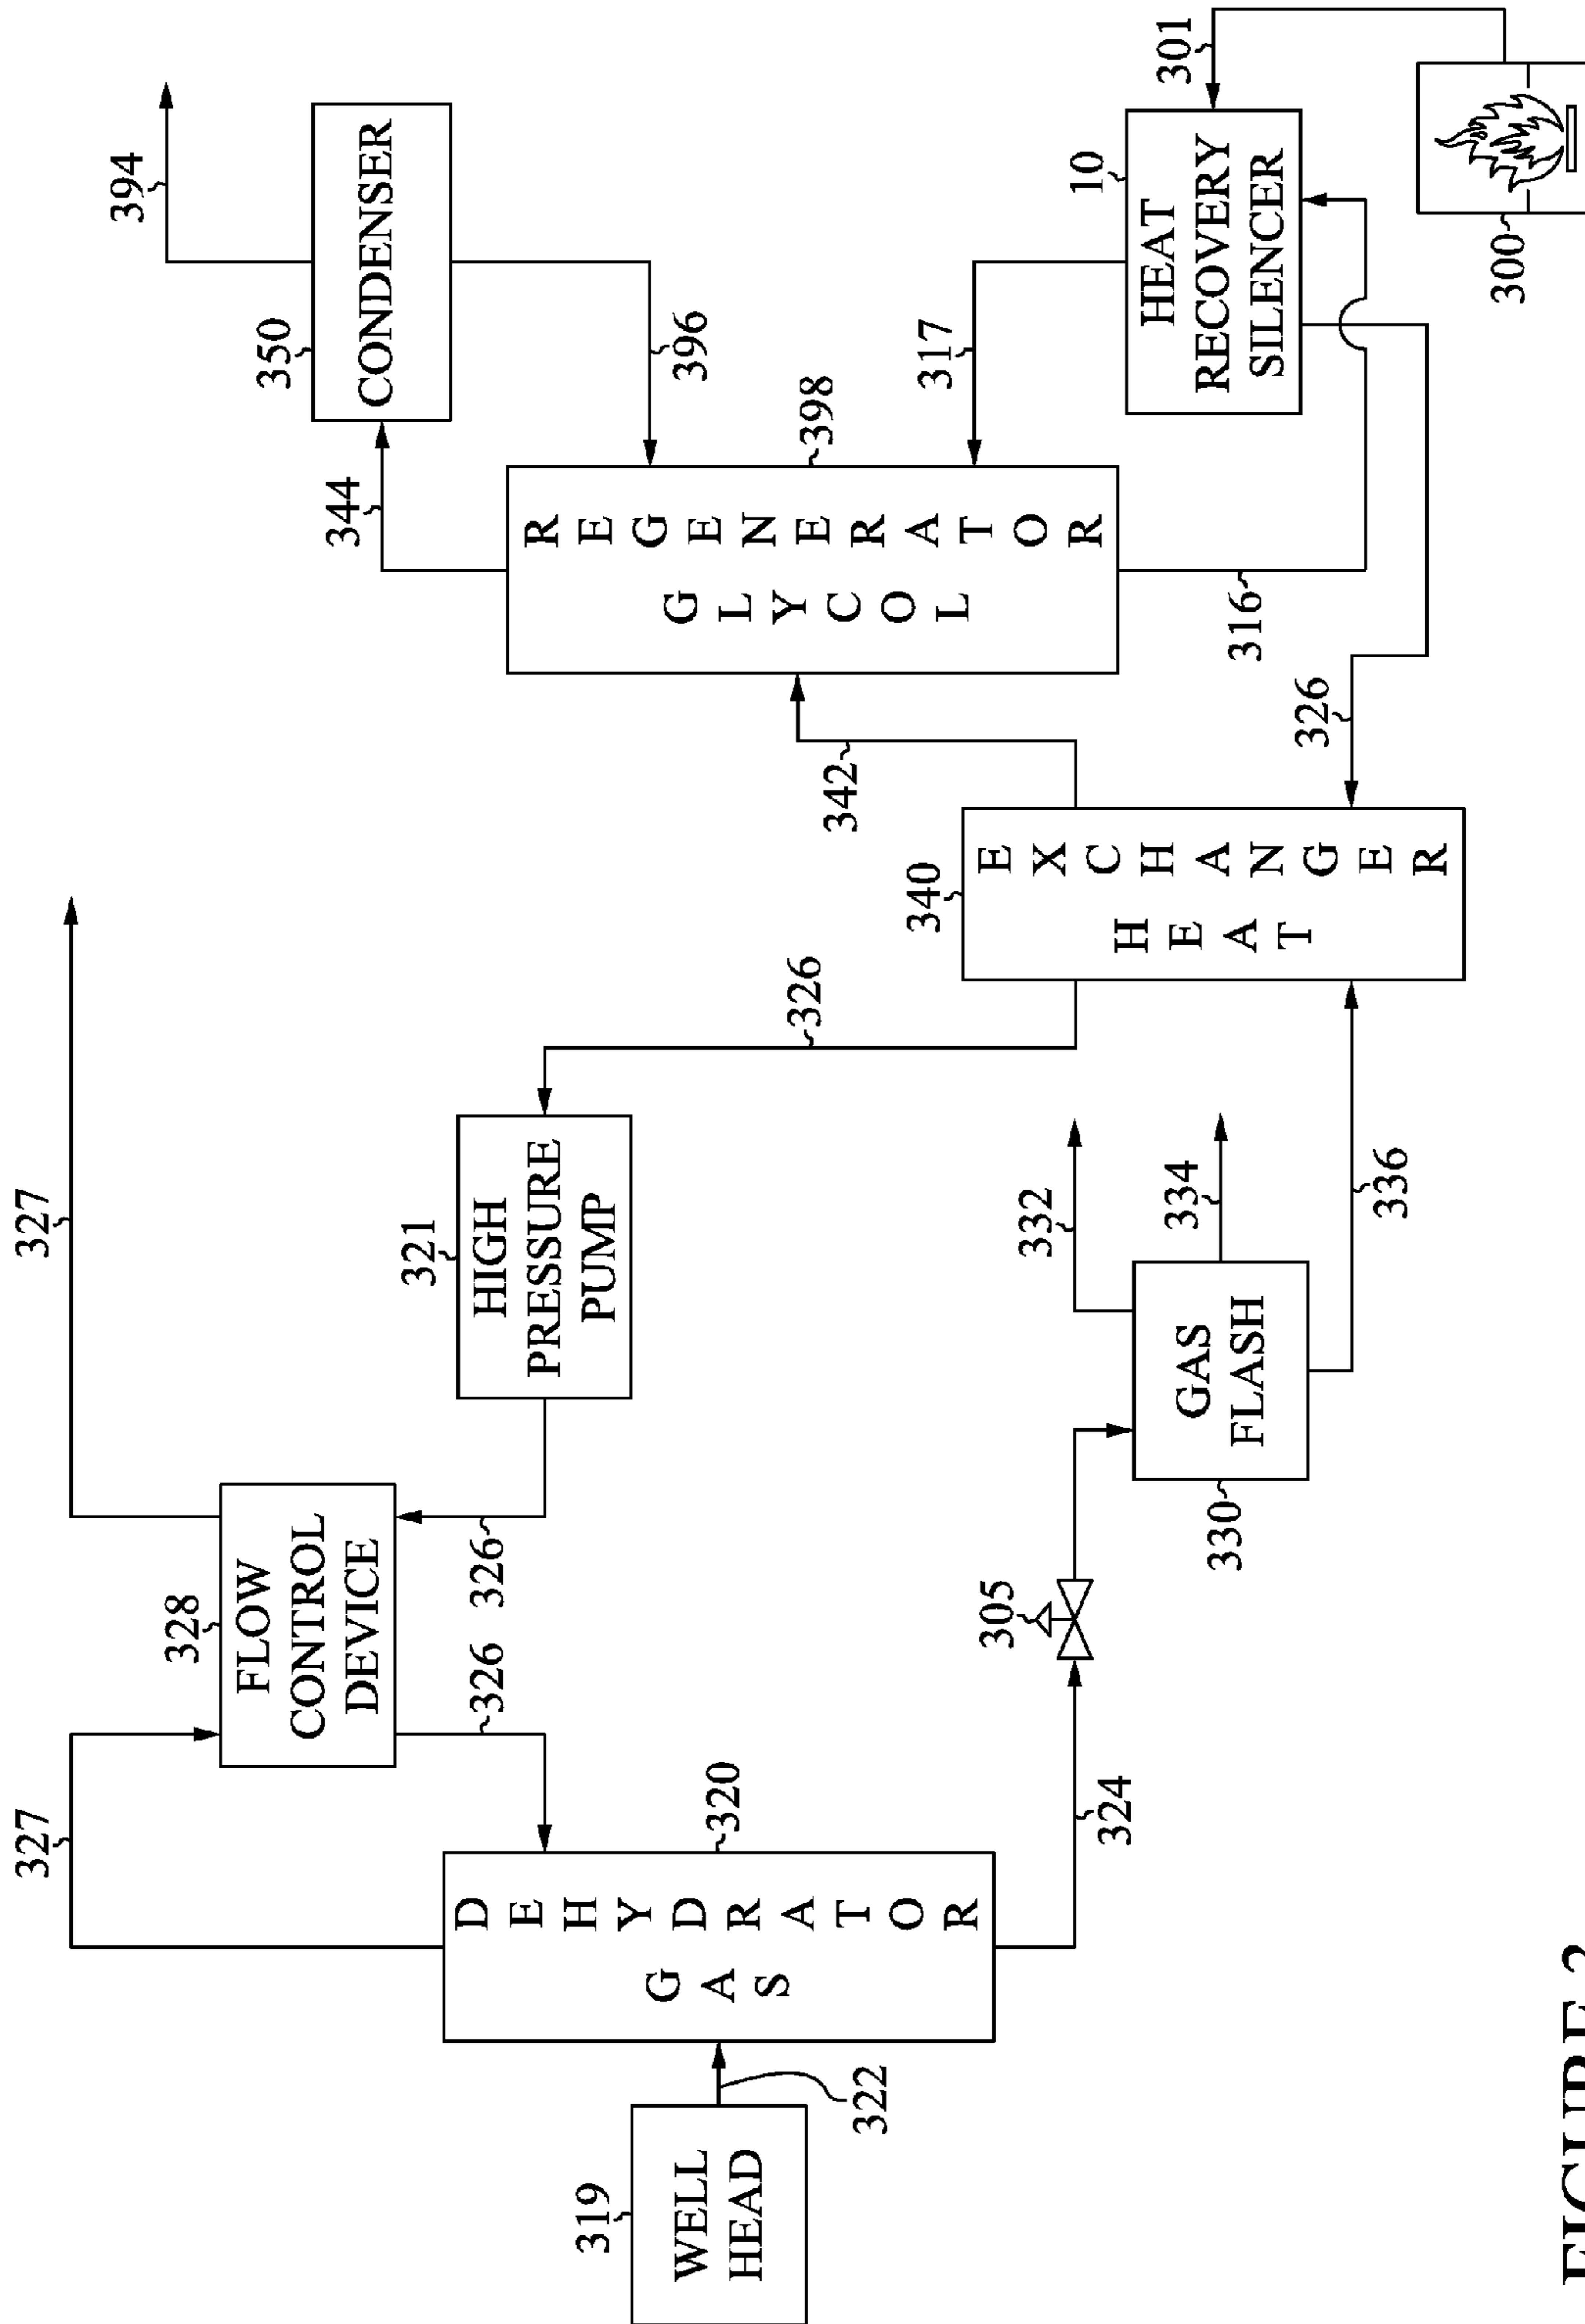 327
327
394
328
FLOW
CONTROL
DEVICE
350
CONDENSER
344
321
HIGH
PRESSURE
PUMP
326
326
396
319
WELL
HEAD
322
GAS
DEHYDRATOR
320
326
GLYCOL
REGENERATOR
398
342
340
HEAT
EXCHANGER
317
324
305
332
334
330
GAS
FLASH
336
326
316
10
HEAT
RECOVERY
SILENCER
301
300
FIGURE